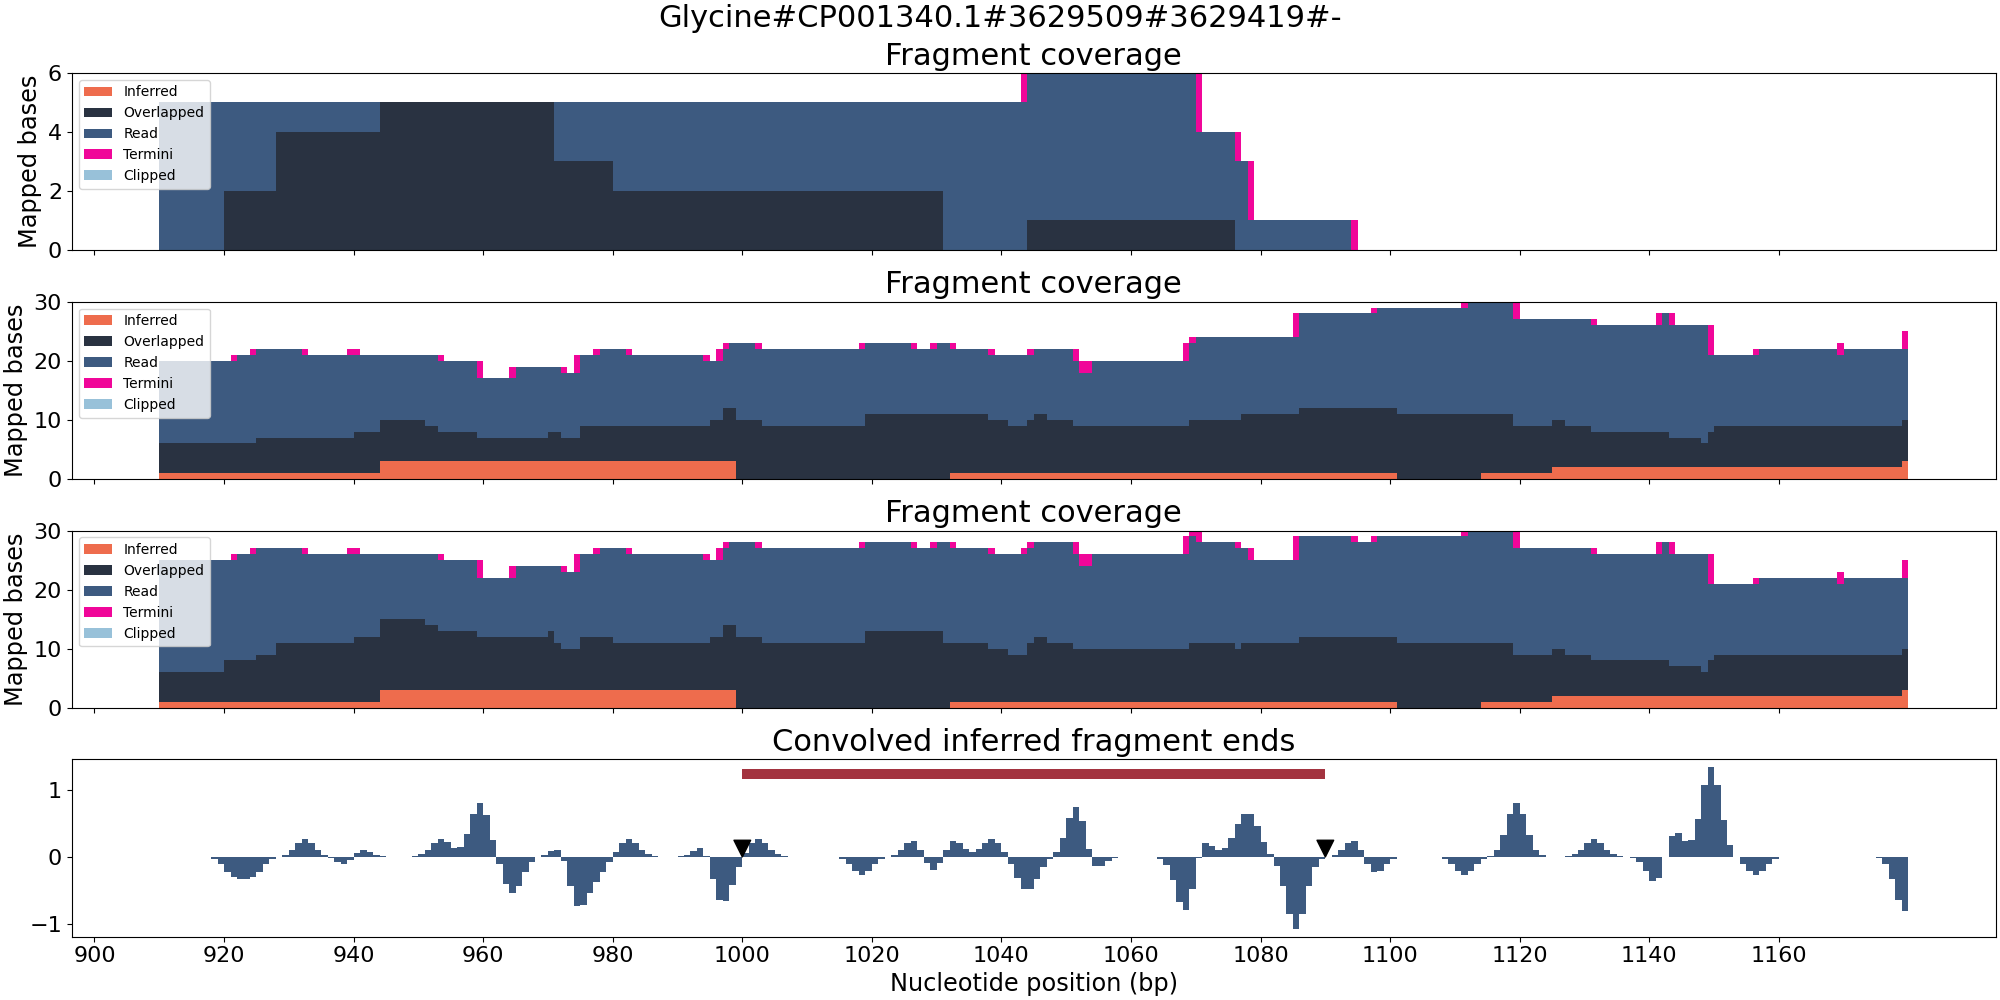 Glycine#CP001340.1#3629509#3629419#-
Fragment coverage
Mapped bases
6
4
2
0
Inferred
Overlapped
Read
Termini
Clipped
Fragment coverage
Mapped bases
30
20
10
0
Inferred
Overlapped
Read
Termini
Clipped
Fragment coverage
Mapped bases
30
20
10
0
Inferred
Overlapped
Read
Termini
Clipped
Convolved inferred fragment ends
1
0
−1
900 920 940 960 980 1000 1020 1040 1060 1080 1100 1120 1140 1160
Nucleotide position (bp)